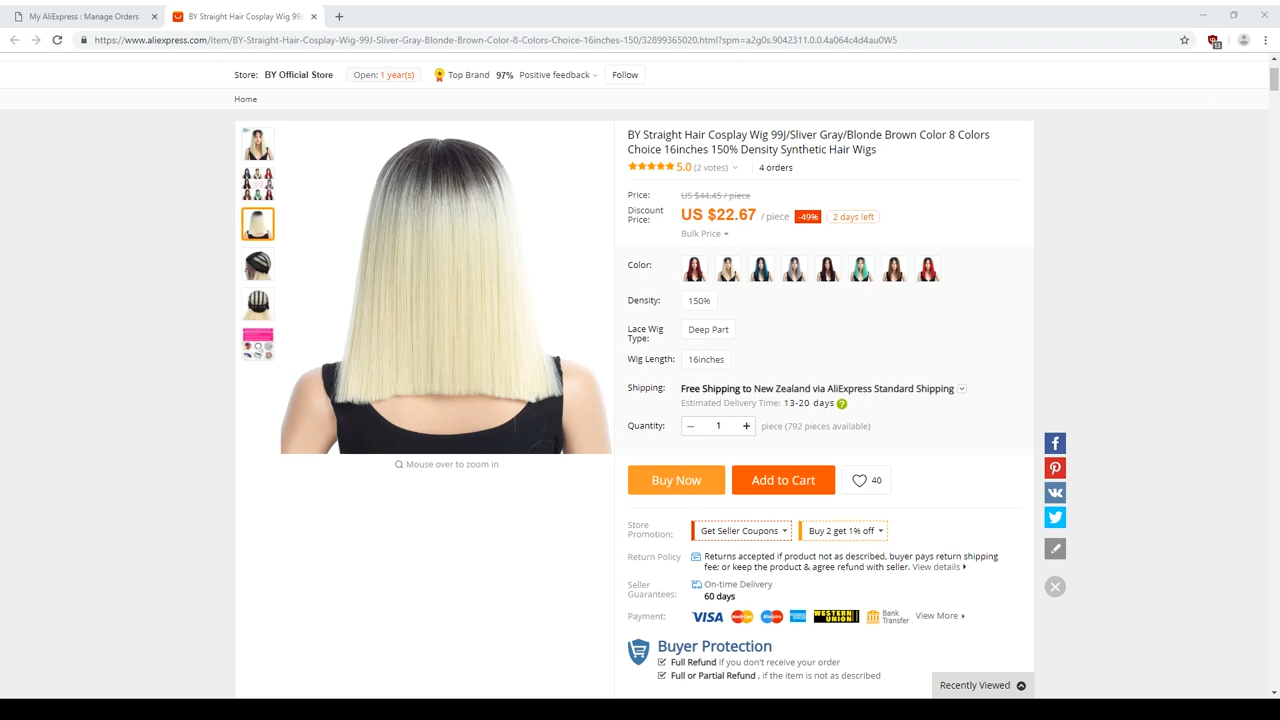 My AliExpress : Manage Orders
BY Straight Hair Cosplay Wig 99J
https://www.aliexpress.com/item/BY-Straight-Hair-Cosplay-Wig-99J-Sliver-Gray-Blonde-Brown-Color-8-Colors-Choice-16inches-150/32899365020.html?spm=a2g0s.9042311.0.0.4a064c4d4au0W5
13
Store: BY Official Store Open: 1 year(s) Top Brand 97% Positive feedback Follow
Home
BY Straight Hair Cosplay Wig 99J/Sliver Gray/Blonde Brown Color 8 Colors
Choice 16inches 150% Density Synthetic Hair Wigs
5.0 (2 votes) 4 orders
Price: US $44.45 / piece
Discount Price: US $22.67 / piece -49% 2 days left
Bulk Price
Color:
Density: 150%
Lace Wig Type: Deep Part
Wig Length: 16inches
Shipping: Free Shipping to New Zealand via AliExpress Standard Shipping
Estimated Delivery Time: 13-20 days ?
Quantity: − 1 + piece (792 pieces available)
Mouse over to zoom in
Buy Now Add to Cart 40
Store Promotion: Get Seller Coupons Buy 2 get 1% off
Return Policy Returns accepted if product not as described, buyer pays return shipping
fee; or keep the product & agree refund with seller. View details
Seller Guarantees: On-time Delivery
60 days
Payment: VISA MasterCard Maestro WESTERN UNION Bank Transfer View More
Buyer Protection
Full Refund if you don't receive your order
Full or Partial Refund , if the item is not as described
Recently Viewed